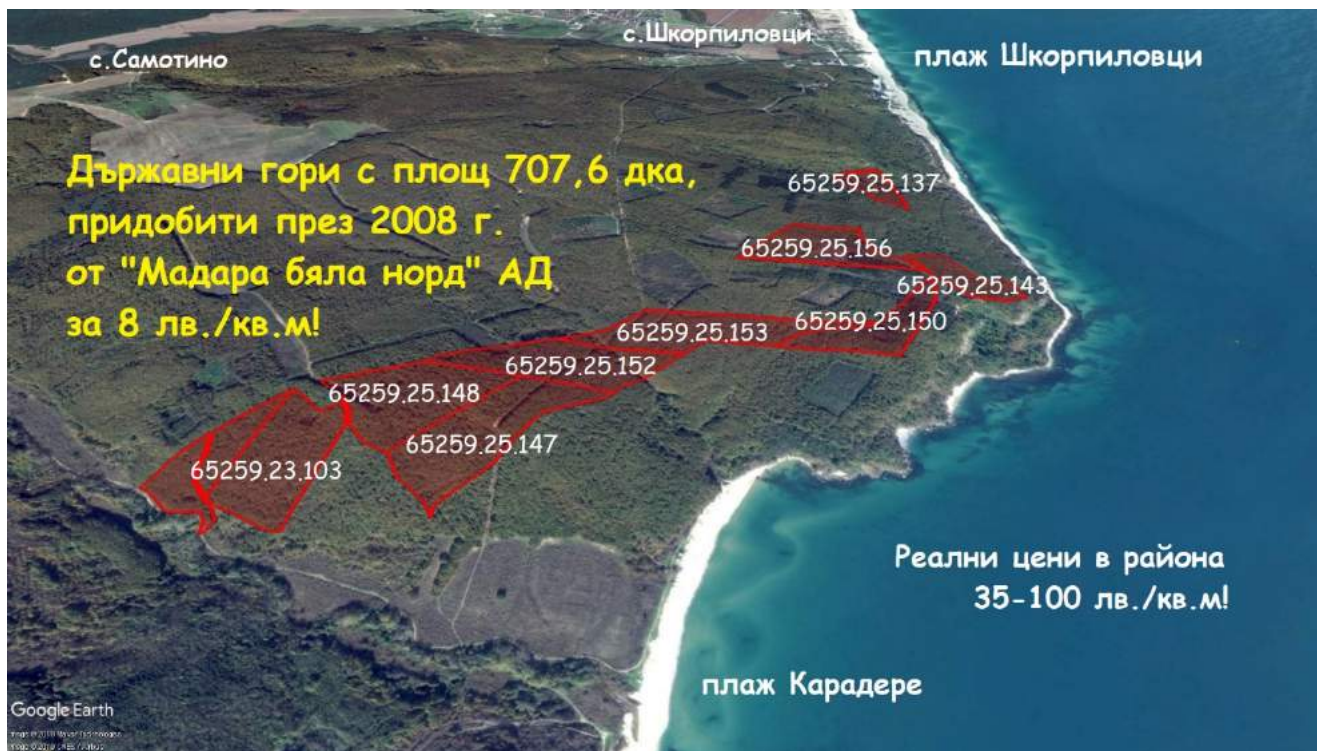 с.Шкорпиловци
с.Самотино
плаж Шкорпиловци
Държавни гори с площ 707,6 дка,
придобити през 2008 г.
от "Мадара бяла норд" АД
за 8 лв./кв.м!
65259.25.137
65259.25.156
65259.25.143
65259.25.150
65259.25.153
65259.25.152
65259.25.148
65259.25.147
65259.23.103
Реални цени в района
35-100 лв./кв.м!
плаж Карадере
Google Earth